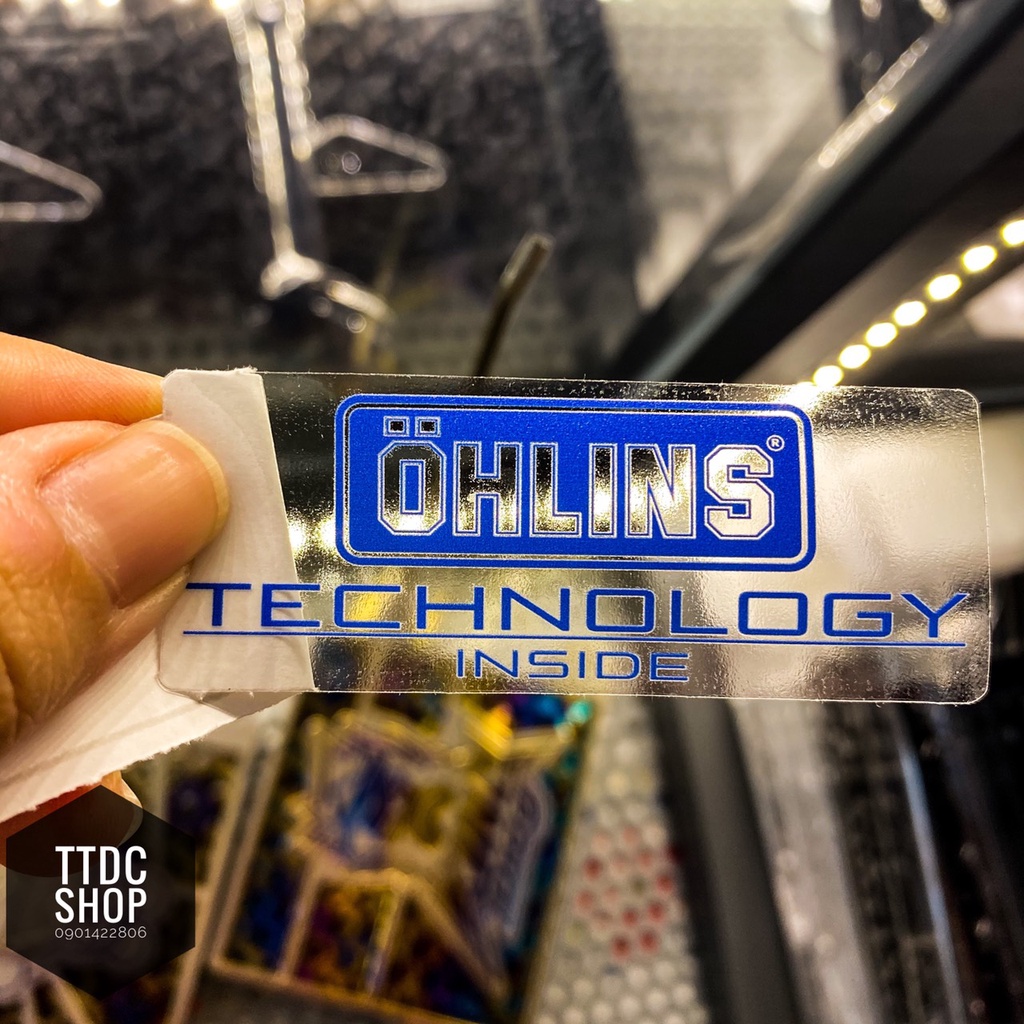 ÖHLINS®
TECHNOLOGY
INSIDE
TTDC
SHOP
0901422806